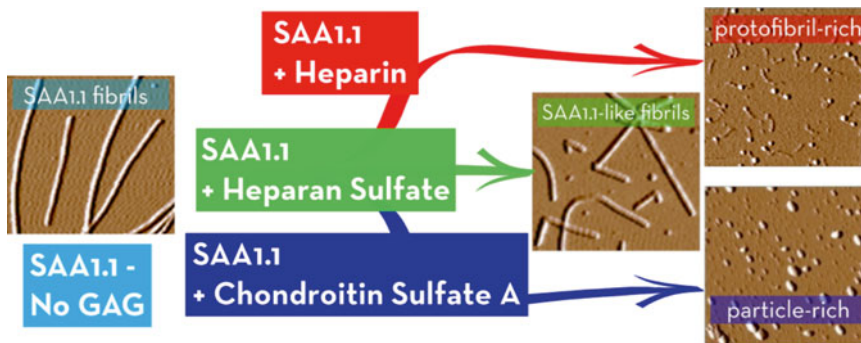 SAA1.1 fibrils
SAA1.1 -
No GAG
SAA1.1
+ Heparin
SAA1.1
+ Heparan Sulfate
SAA1.1
+ Chondroitin Sulfate A
SAA1.1-like fibrils
protofibril-rich
particle-rich